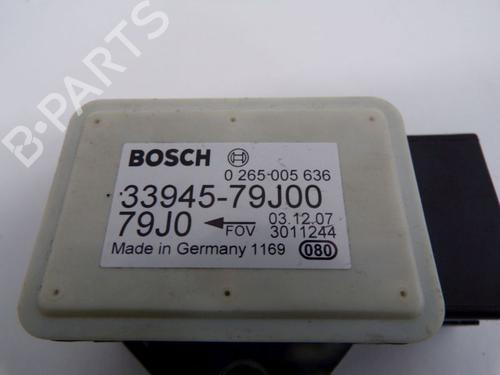 B-PARTS
BOSCH
0 265-005 636
33945-79J00
79J0 FOV 03.12.07
3011244
Made in Germany 1169 080